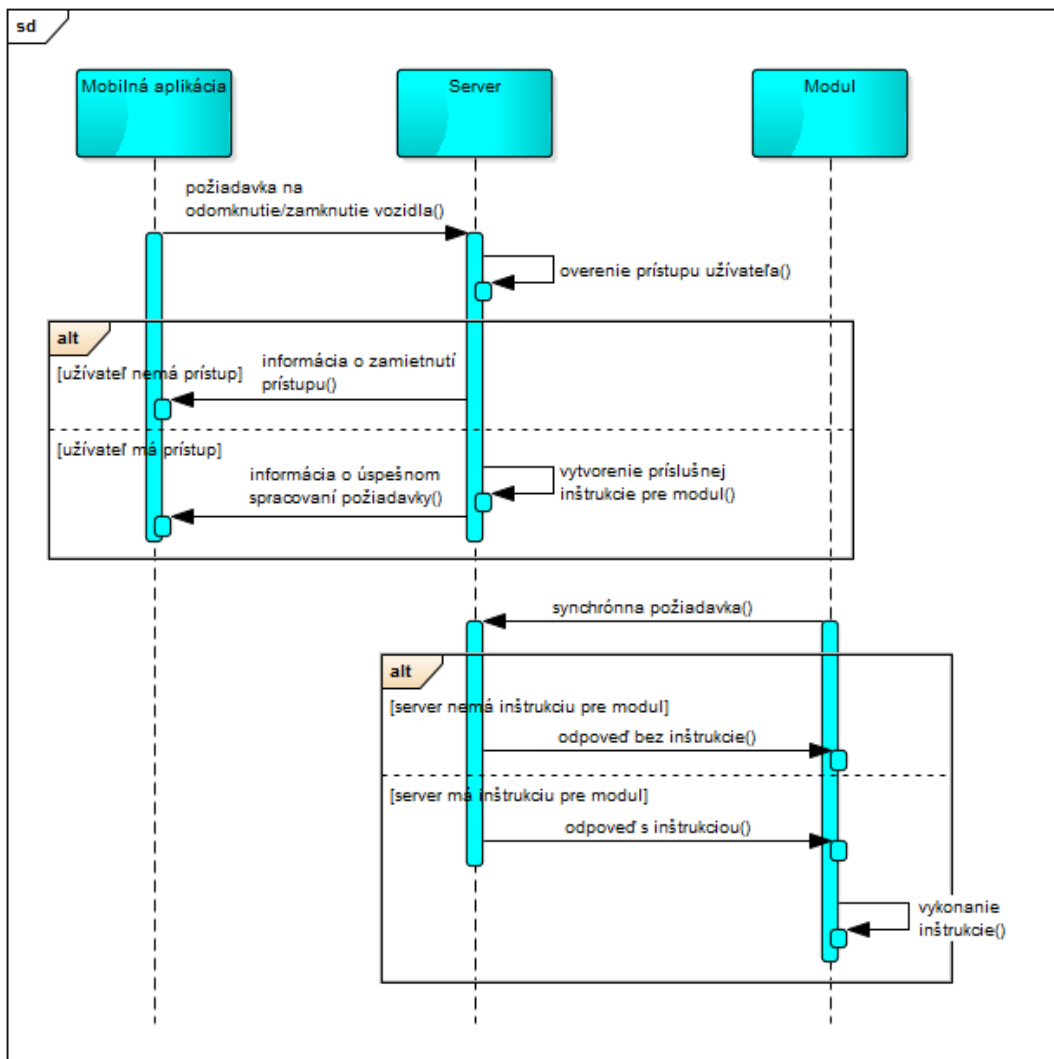 sd
Mobilná aplikácia
Server
Modul
požiadavka na
odomknutie/zamknutie vozidla()
overenie prístupu užívateľa()
alt
[užívateľ nemá prístup]
informácia o zamietnutí
prístupu()
[užívateľ má prístup]
informácia o úspešnom
spracovaní požiadavky()
vytvorenie príslušnej
inštrukcie pre modul()
synchrónna požiadavka()
alt
[server nemá inštrukciu pre modul]
odpoveď bez inštrukcie()
[server má inštrukciu pre modul]
odpoveď s inštrukciou()
vykonanie
inštrukcie()